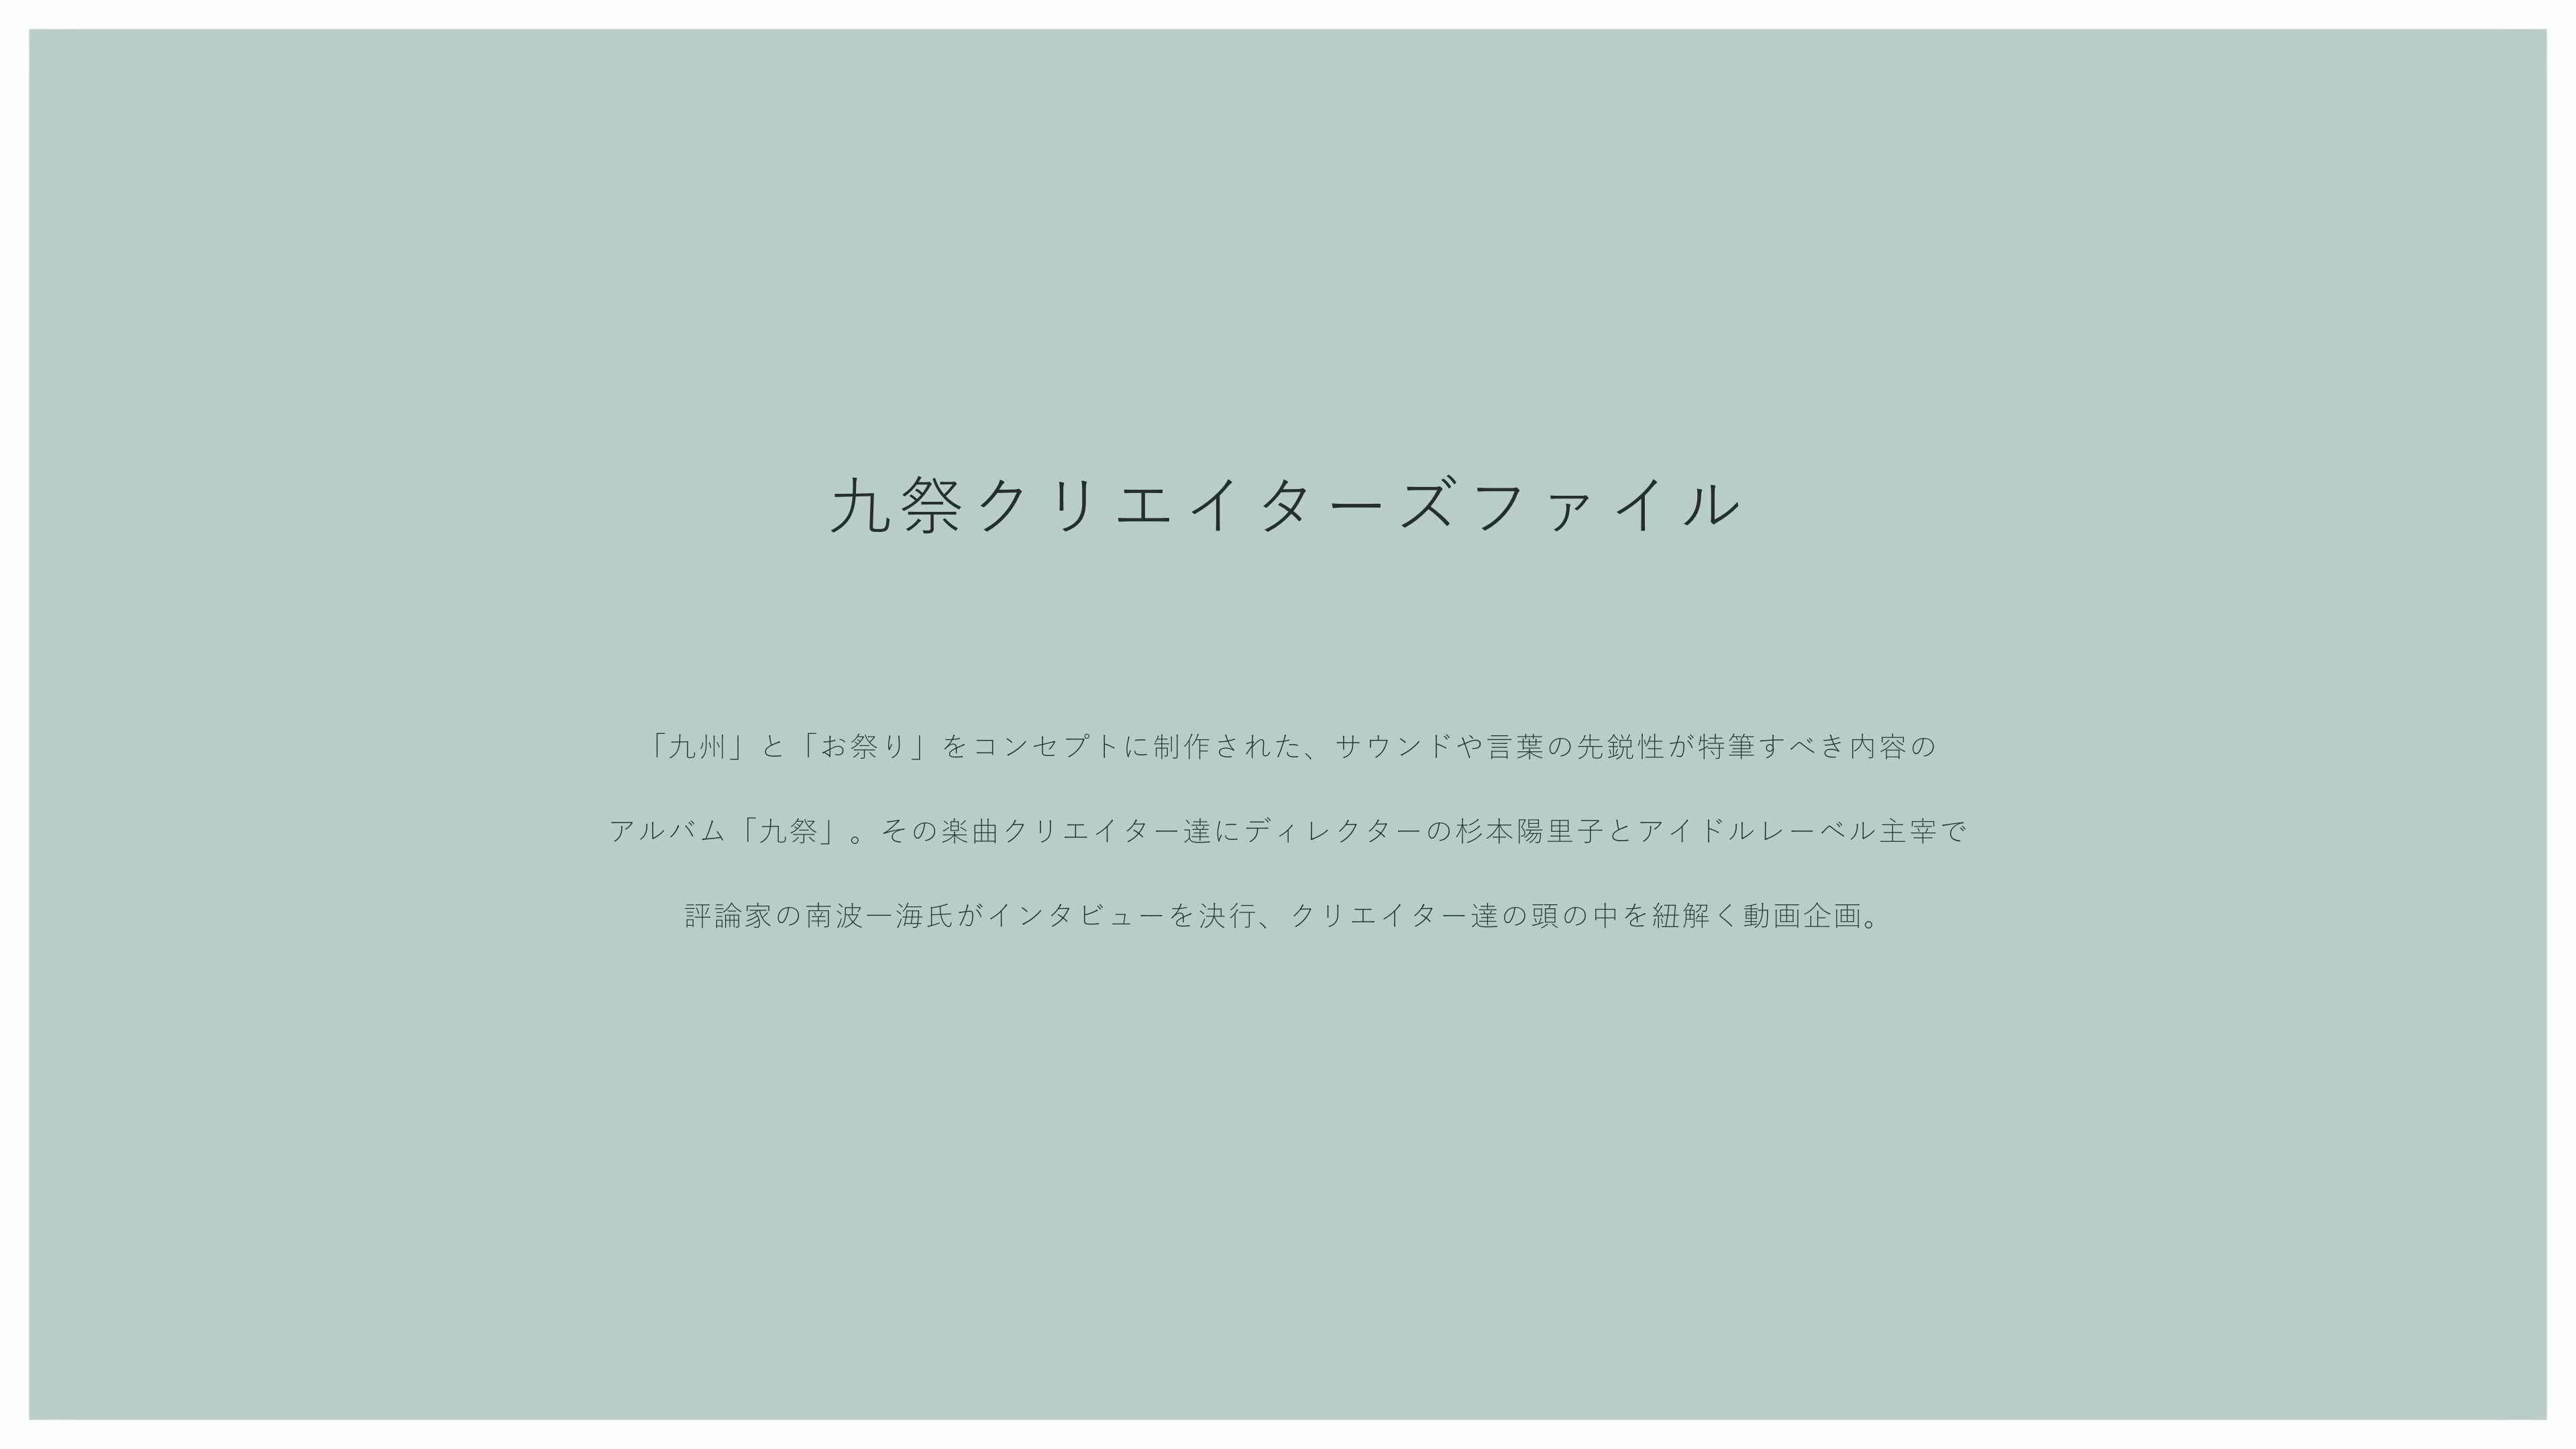 九祭クリエイターズファイル
「九州」と「お祭り」をコンセプトに制作された、サウンドや言葉の先鋭性が特筆すべき内容の
アルバム「九祭」。その楽曲クリエイター達にディレクターの杉本陽里子とアイドルレーベル主宰で
評論家の南波一海氏がインタビューを決行、クリエイター達の頭の中を紐解く動画企画。